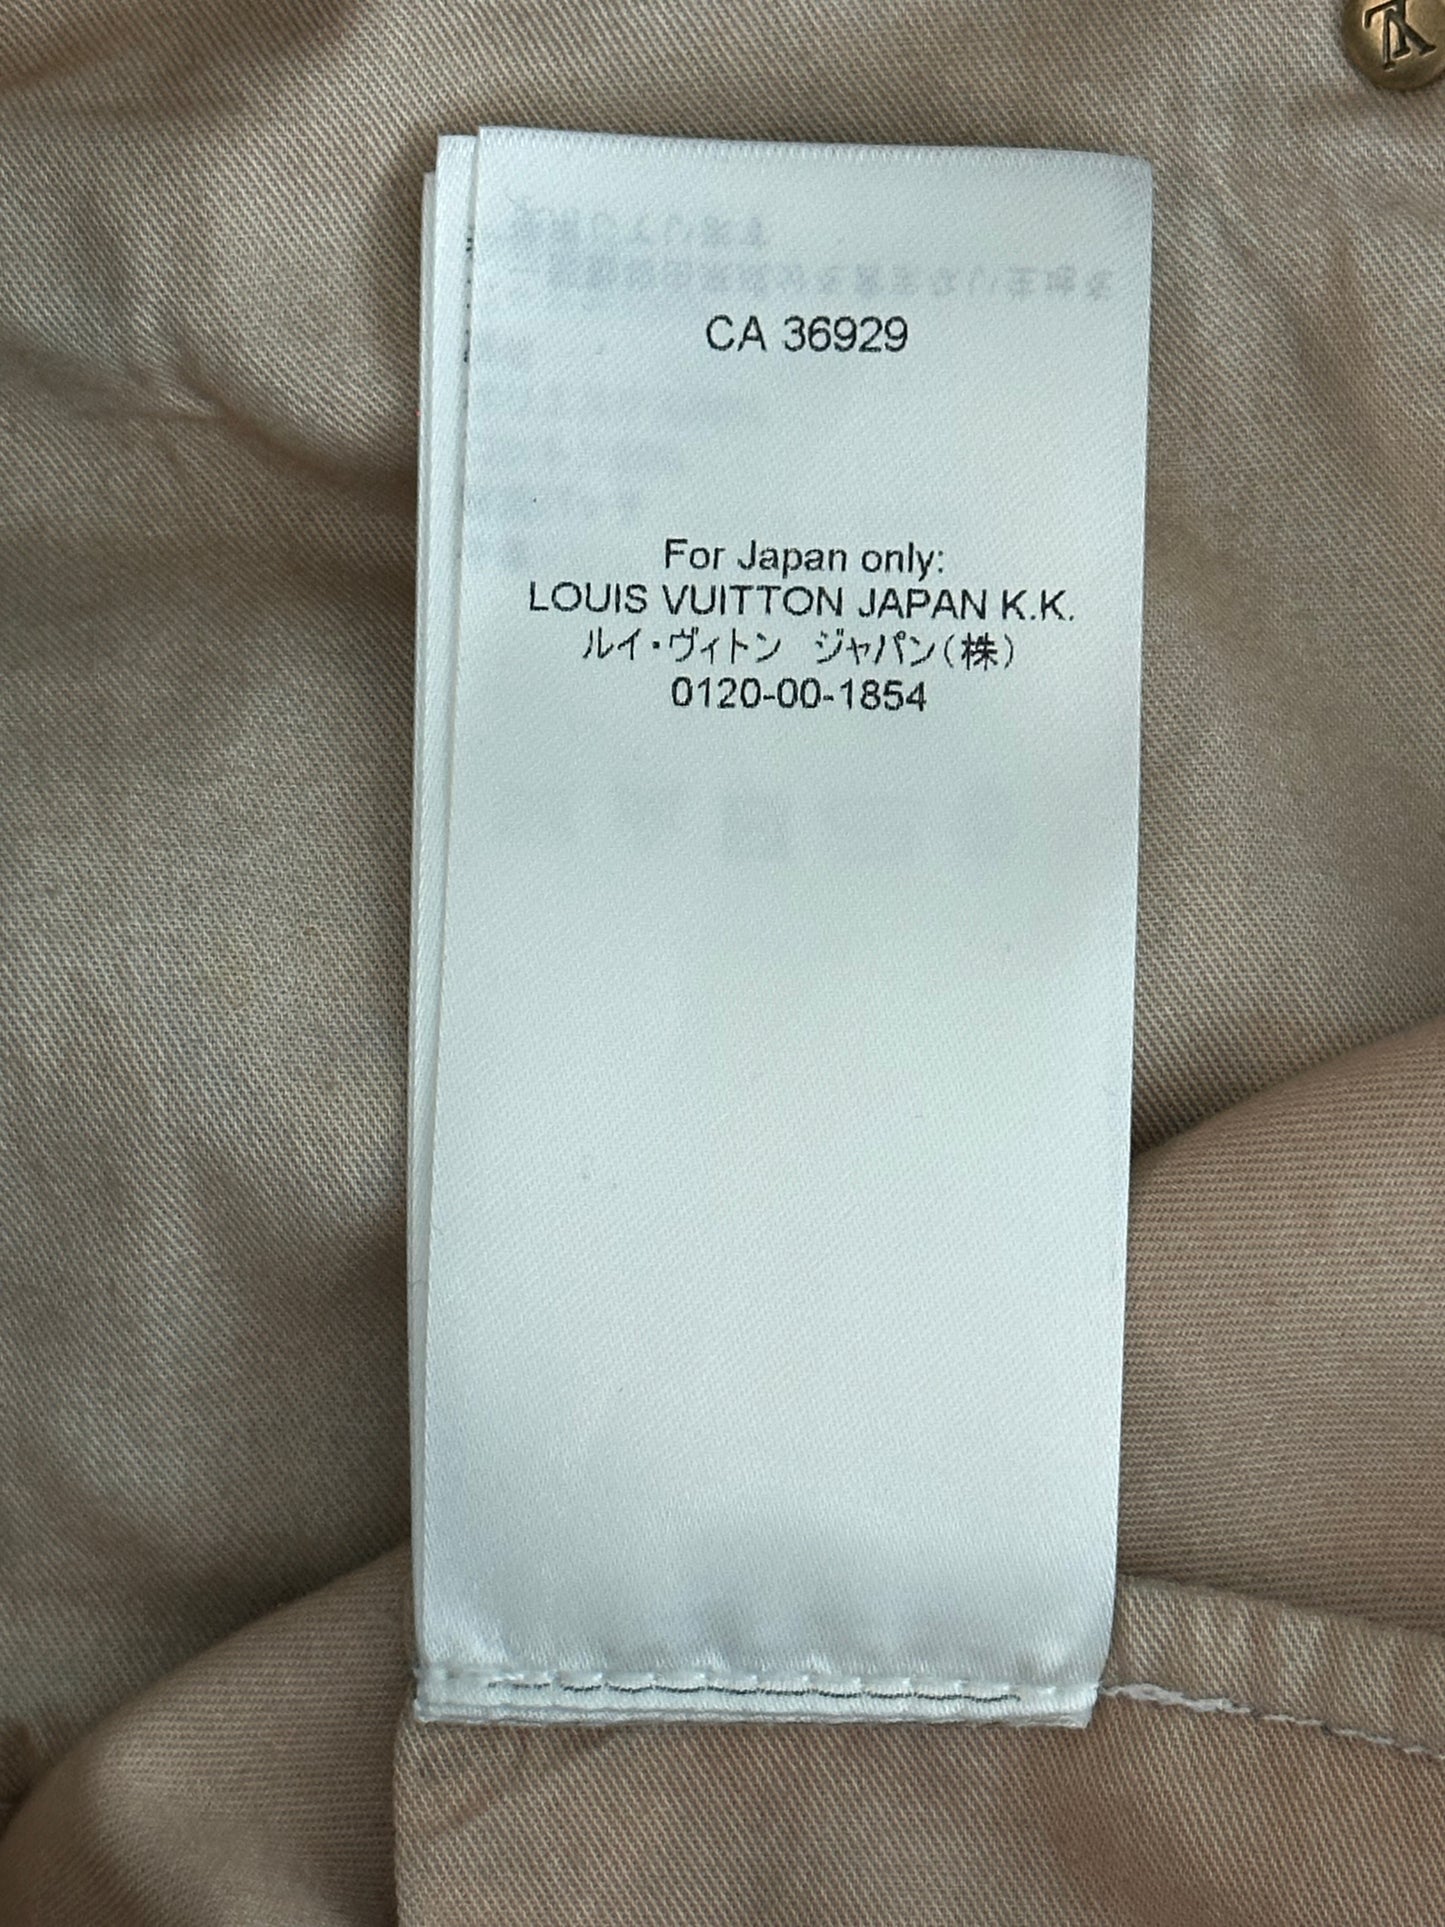 LV
CA 36929
For Japan only:
LOUIS VUITTON JAPAN K.K.
ルイ・ヴィトン ジャパン(株)
0120-00-1854